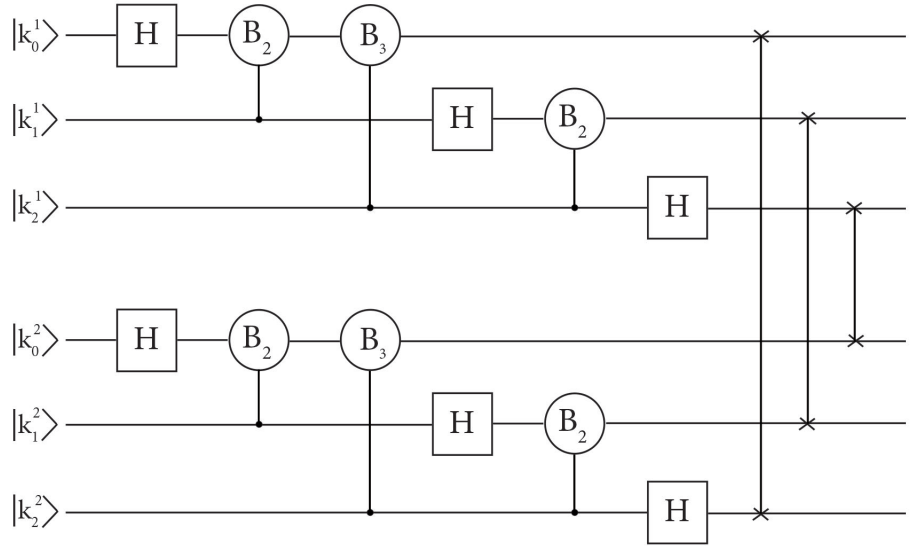 |k₀¹⟩ H B₂ B₃
|k₁¹⟩ H B₂
|k₂¹⟩ H
|k₀²⟩ H B₂ B₃
|k₁²⟩ H B₂
|k₂²⟩ H